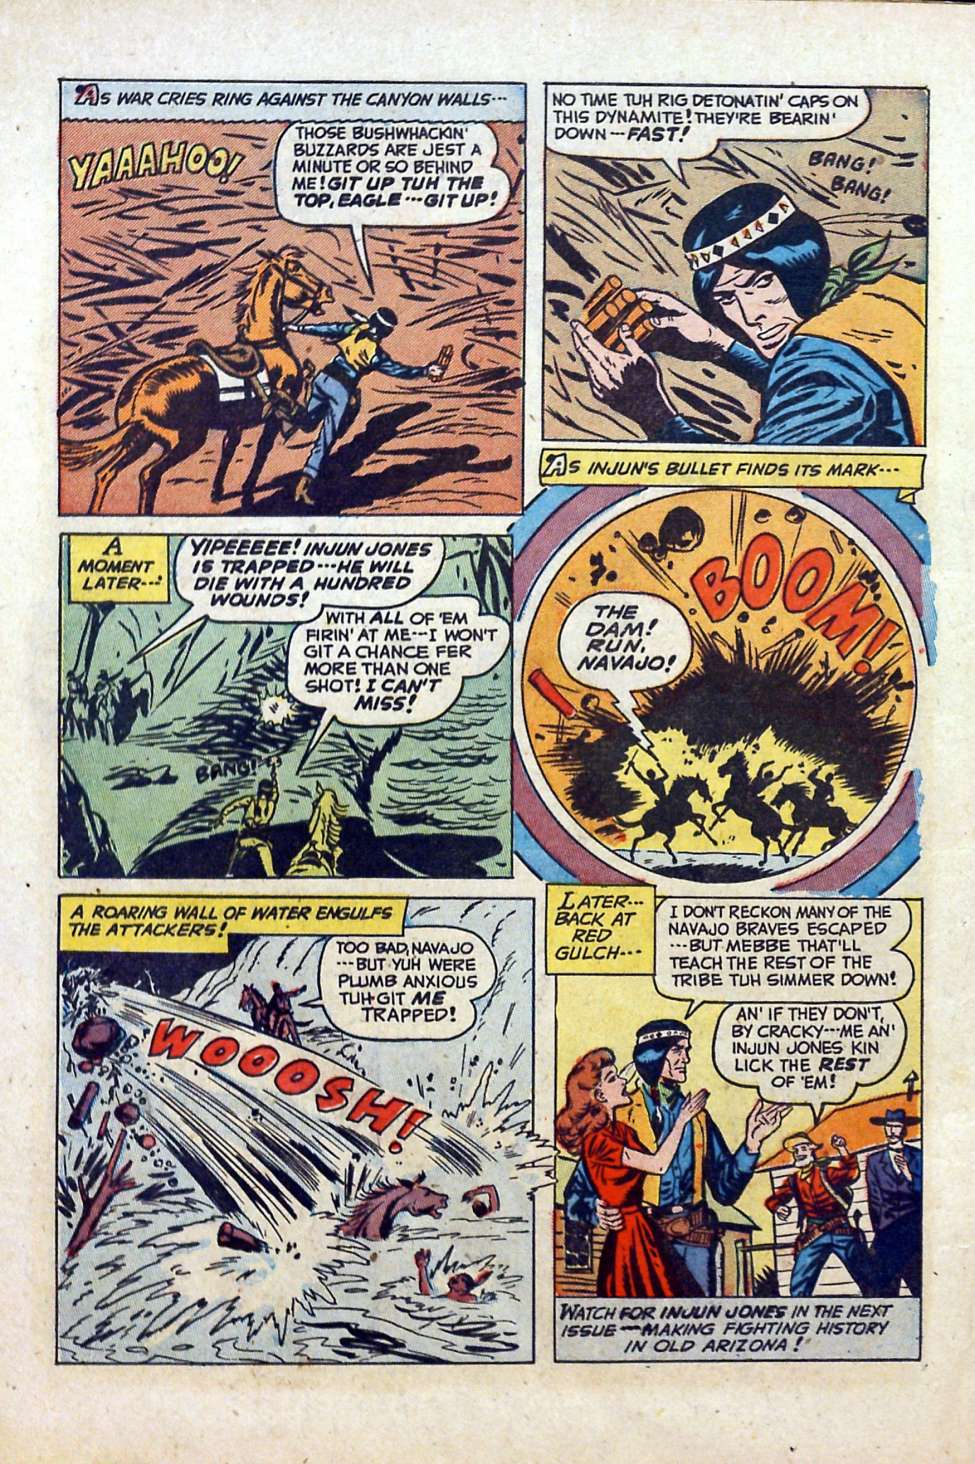 AS WAR CRIES RING AGAINST THE CANYON WALLS---
YAAAHOO!
THOSE BUSHWHACKIN'
BUZZARDS ARE JEST A
MINUTE OR SO BEHIND
ME! GIT UP TUH THE
TOP, EAGLE---GIT UP!
NO TIME TUH RIG DETONATIN' CAPS ON
THIS DYNAMITE! THEY'RE BEARIN'
DOWN--FAST!
BANG!
BANG!
A
MOMENT
LATER---
YIPEEEEE! INJUN JONES
IS TRAPPED---HE WILL
DIE WITH A HUNDRED
WOUNDS!
WITH ALL OF 'EM
FIRIN' AT ME--I WON'T
GIT A CHANCE FER
MORE THAN ONE
SHOT! I CAN'T
MISS!
BANG!
AS INJUN'S BULLET FINDS ITS MARK---
BOOM!
THE
DAM!
RUN,
NAVAJO!
A ROARING WALL OF WATER ENGULFS
THE ATTACKERS!
TOO BAD, NAVAJO
---BUT YUH WERE
PLUMB ANXIOUS
TUH GIT ME
TRAPPED!
WOOOSH!
LATER---
BACK AT
RED
GULCH---
I DON'T RECKON MANY OF THE
NAVAJO BRAVES ESCAPED
---BUT MEBBE THAT'LL
TEACH THE REST OF THE
TRIBE TUH SIMMER DOWN!
AN' IF THEY DON'T,
BY CRACKY---ME AN'
INJUN JONES KIN
LICK THE REST
OF 'EM!
WATCH FOR INJUN JONES IN THE NEXT
ISSUE--MAKING FIGHTING HISTORY
IN OLD ARIZONA!